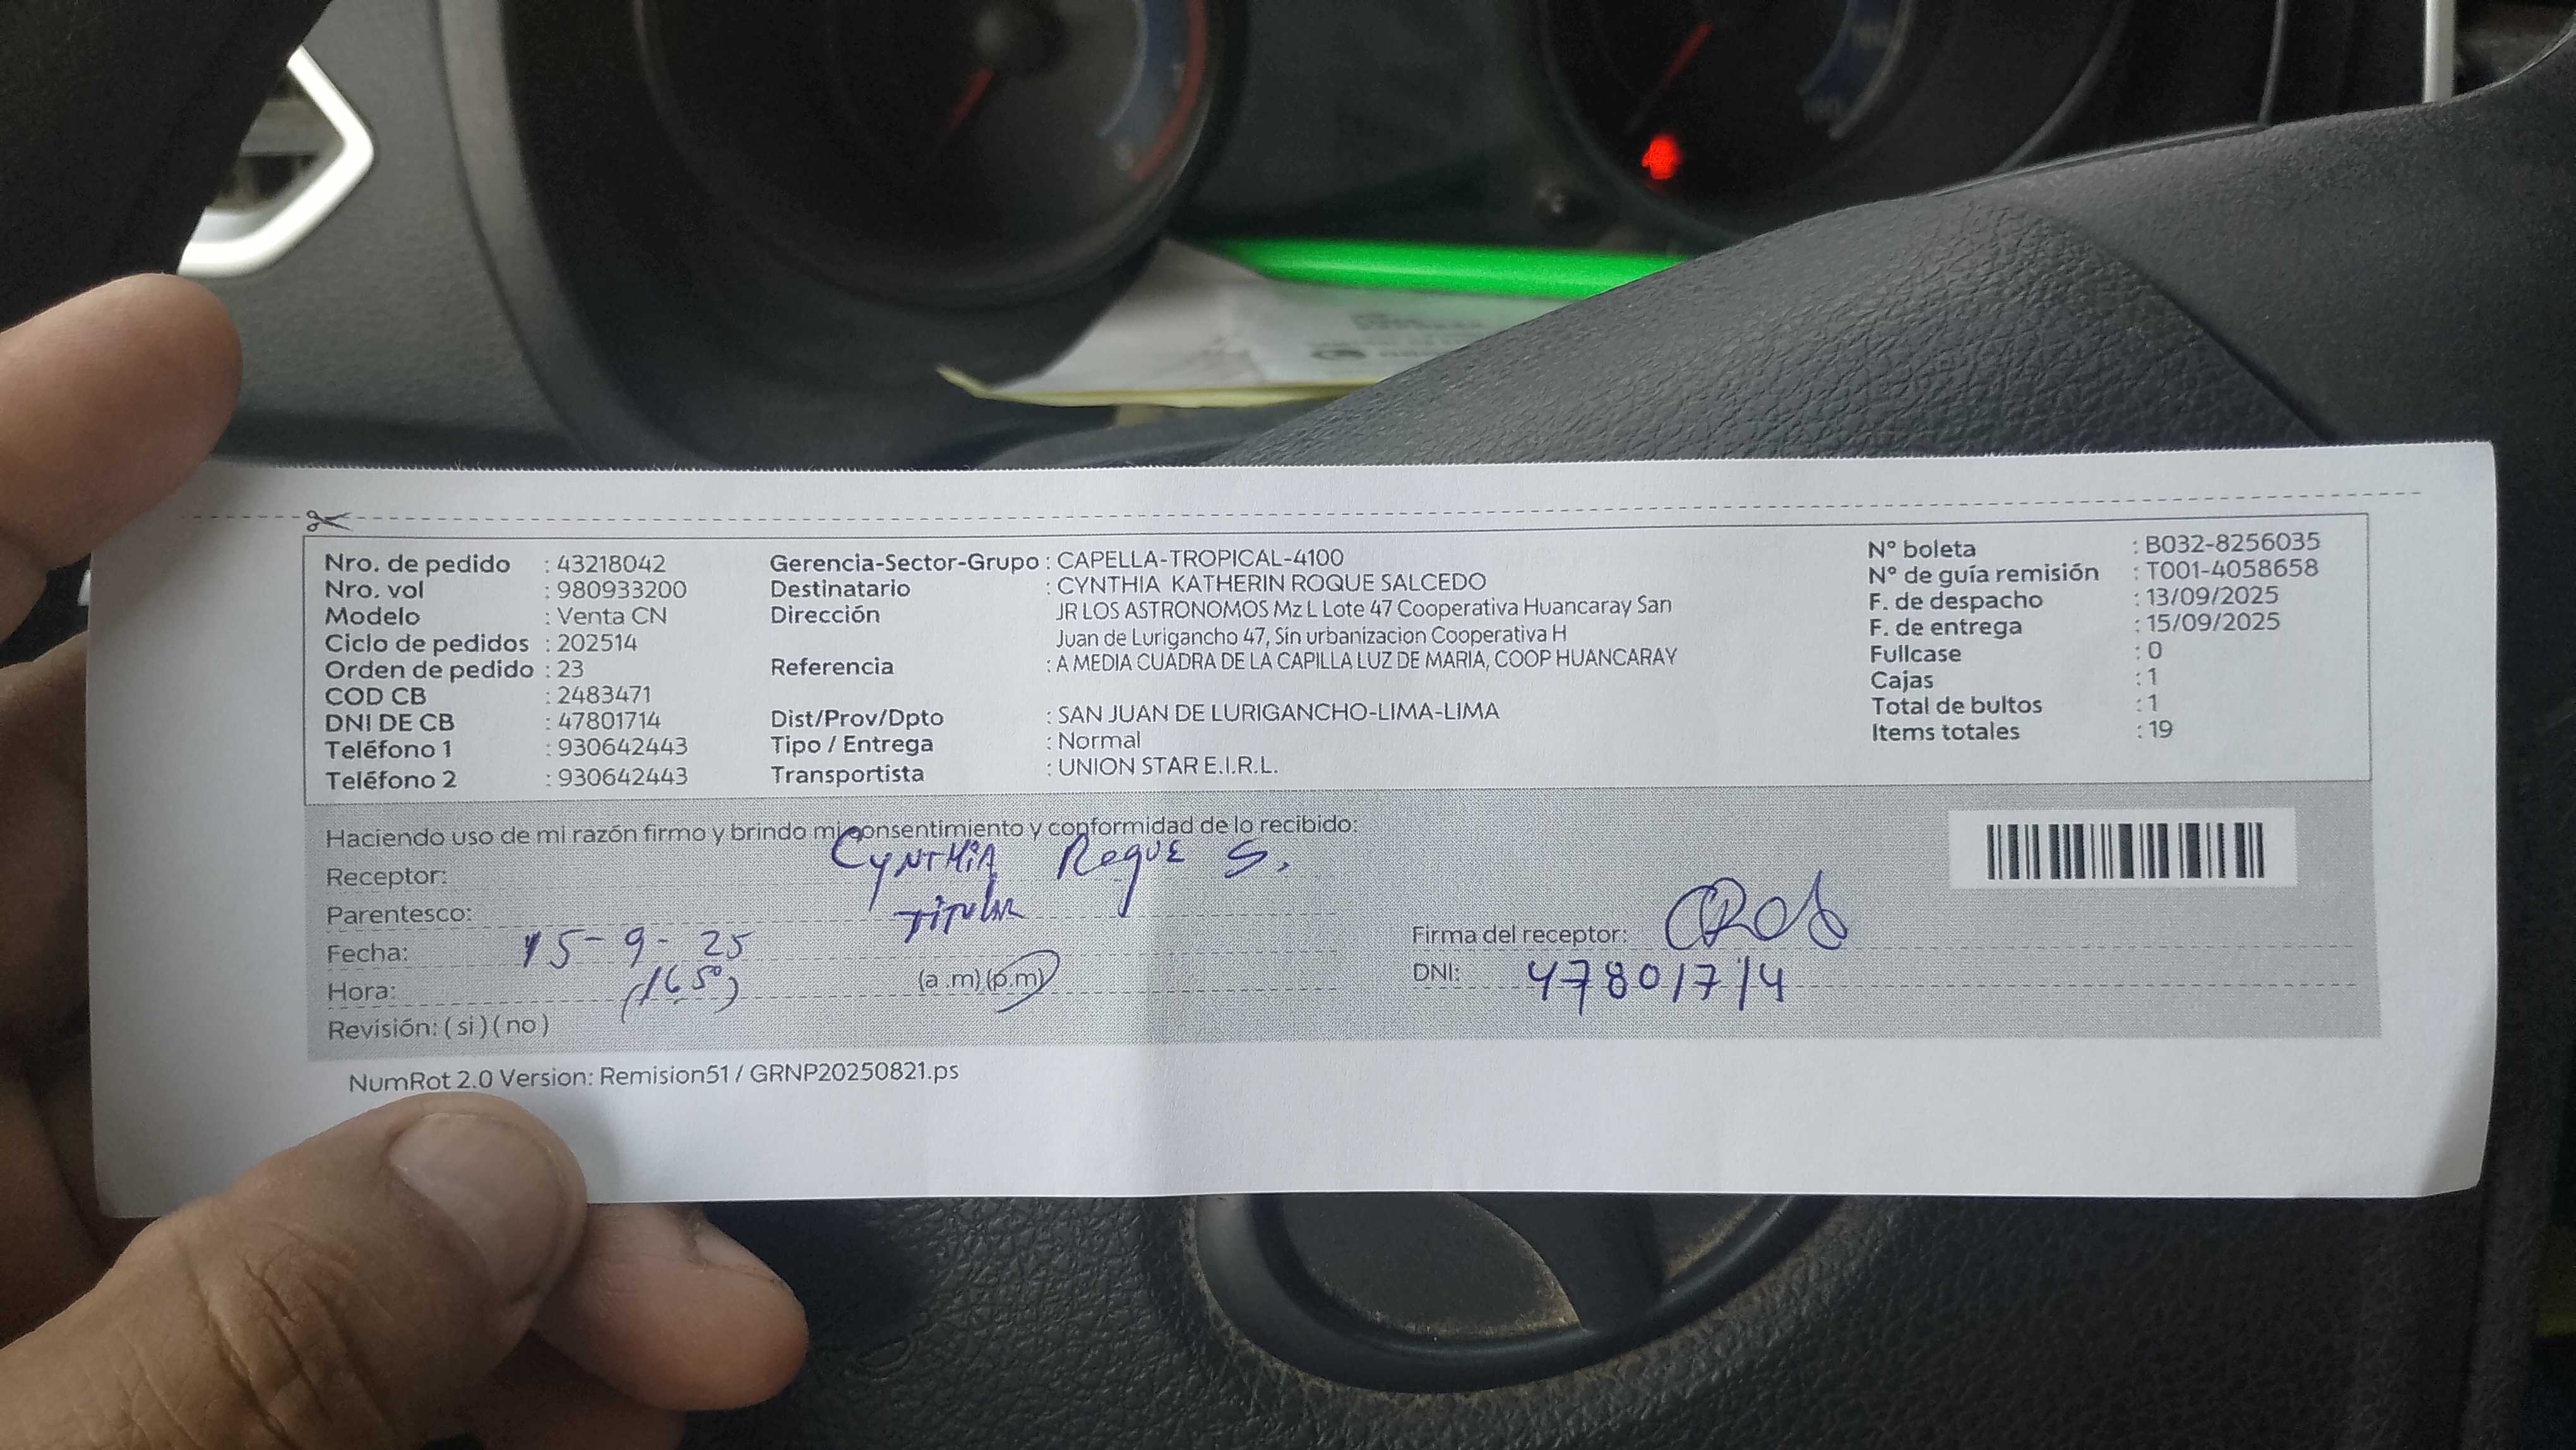 Nro. de pedido : 43218042
Nro. vol : 980933200
Modelo : Venta CN
Ciclo de pedidos : 202514
Orden de pedido : 23
COD CB : 2483471
DNI DE CB : 47801714
Teléfono 1 : 930642443
Teléfono 2 : 930642443
Gerencia-Sector-Grupo : CAPELLA-TROPICAL-4100
Destinatario : CYNTHIA KATHERIN ROQUE SALCEDO
Dirección JR LOS ASTRONOMOS Mz L Lote 47 Cooperativa Huancaray San
Juan de Lurigancho 47, Sin urbanizacion Cooperativa H
Referencia : A MEDIA CUADRA DE LA CAPILLA LUZ DE MARIA, COOP HUANCARAY
Dist/Prov/Dpto : SAN JUAN DE LURIGANCHO-LIMA-LIMA
Tipo / Entrega : Normal
Transportista : UNION STAR E.I.R.L.
N° boleta : B032-8256035
N° de guía remisión : T001-4058658
F. de despacho : 13/09/2025
F. de entrega : 15/09/2025
Fullcase : 0
Cajas : 1
Total de bultos : 1
Items totales : 19
Haciendo uso de mi razón firmo y brindo mi consentimiento y conformidad de lo recibido:
Receptor: CYNTHIA ROQUE S.
Parentesco: TITULAR
Fecha: 15-9-25
Hora: (1650) (a.m)(p.m)
Revisión: (si)(no)
Firma del receptor:
DNI: 47801714
NumRot 2.0 Version: Remision51 / GRNP20250821.ps